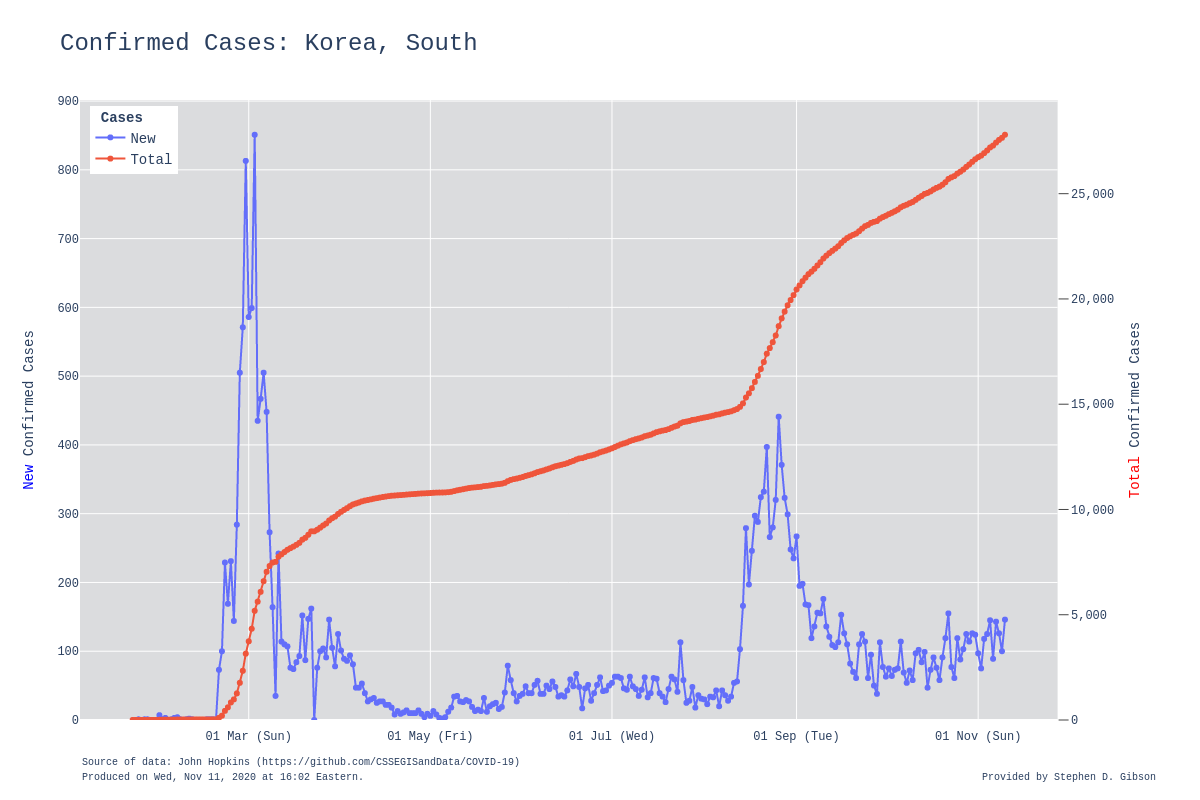 Confirmed Cases: Korea, South
Cases
New
Total
900
800
700
600
500
400
300
200
100
0
New Confirmed Cases
25,000
20,000
15,000
10,000
5,000
0
Total Confirmed Cases
01 Mar (Sun)
01 May (Fri)
01 Jul (Wed)
01 Sep (Tue)
01 Nov (Sun)
Source of data: John Hopkins (https://github.com/CSSEGISandData/COVID-19)
Produced on Wed, Nov 11, 2020 at 16:02 Eastern.
Provided by Stephen D. Gibson